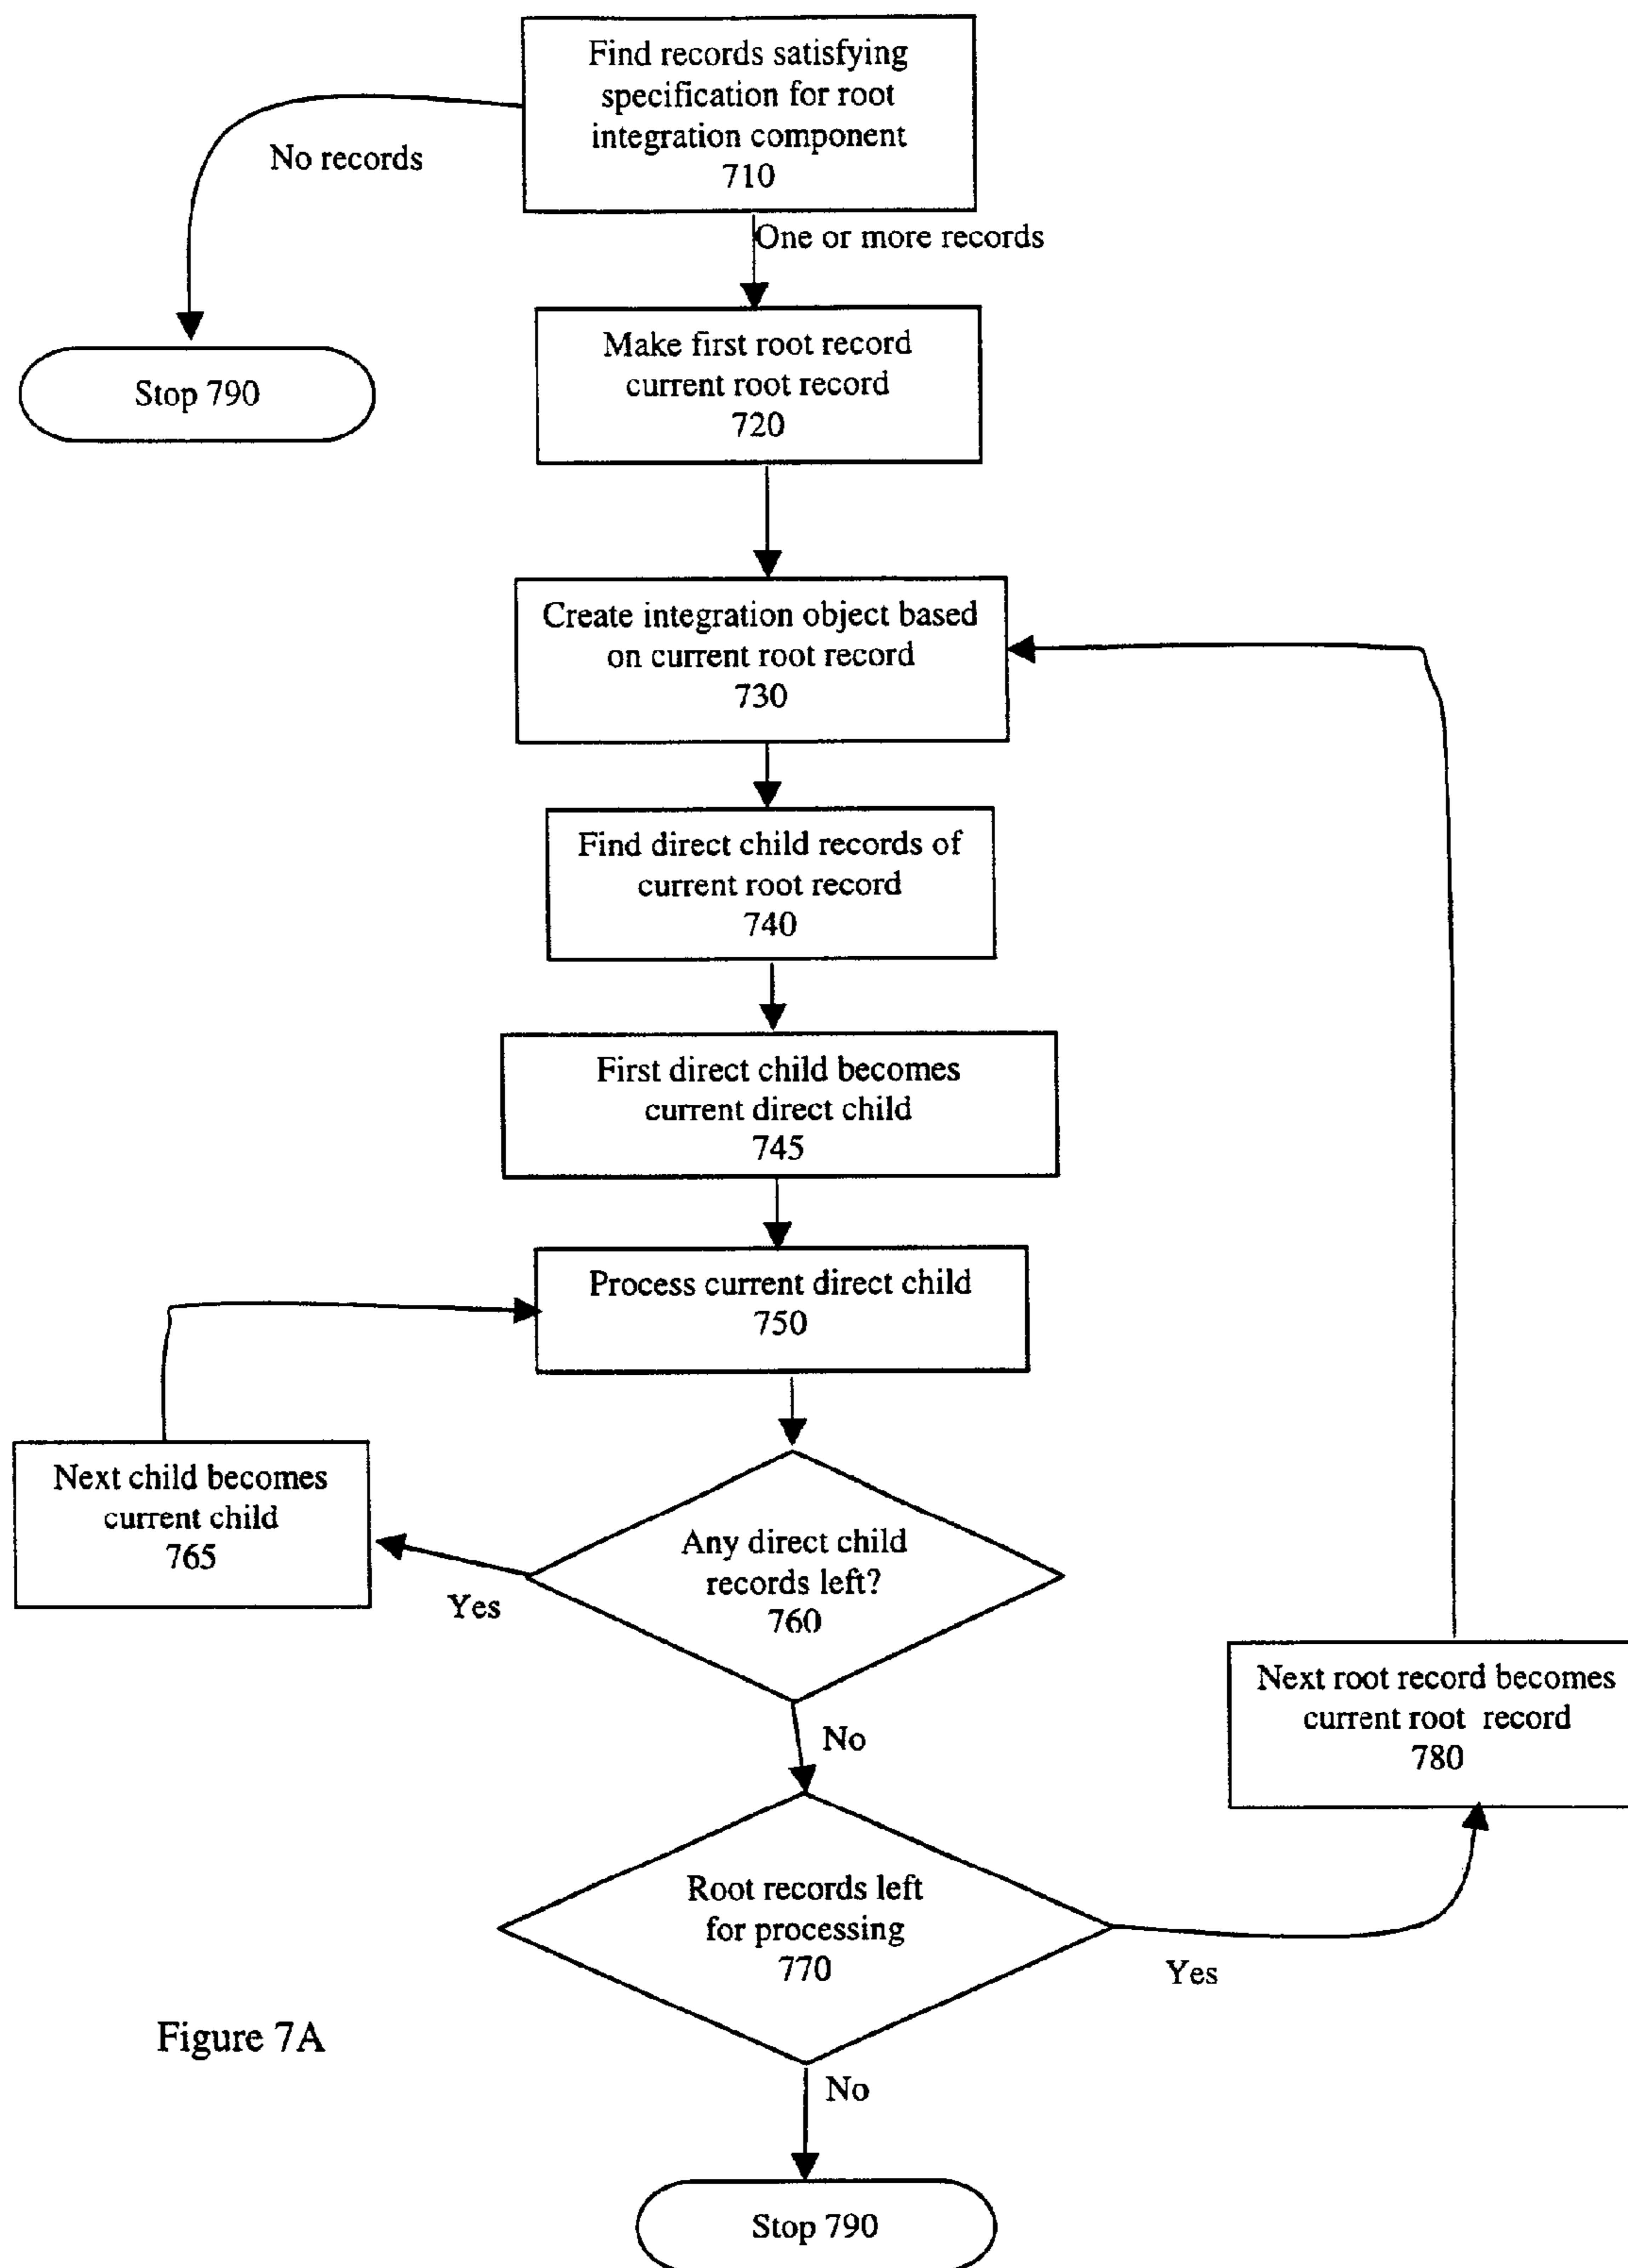 Find records satisfying
specification for root
integration component
710
No records
One or more records
Stop 790
Make first root record
current root record
720
Create integration object based
on current root record
730
Find direct child records of
current root record
740
First direct child becomes
current direct child
745
Process current direct child
750
Next child becomes
current child
765
Any direct child
records left?
760
Yes
No
Next root record becomes
current root record
780
Root records left
for processing
770
Yes
Figure 7A
No
Stop 790